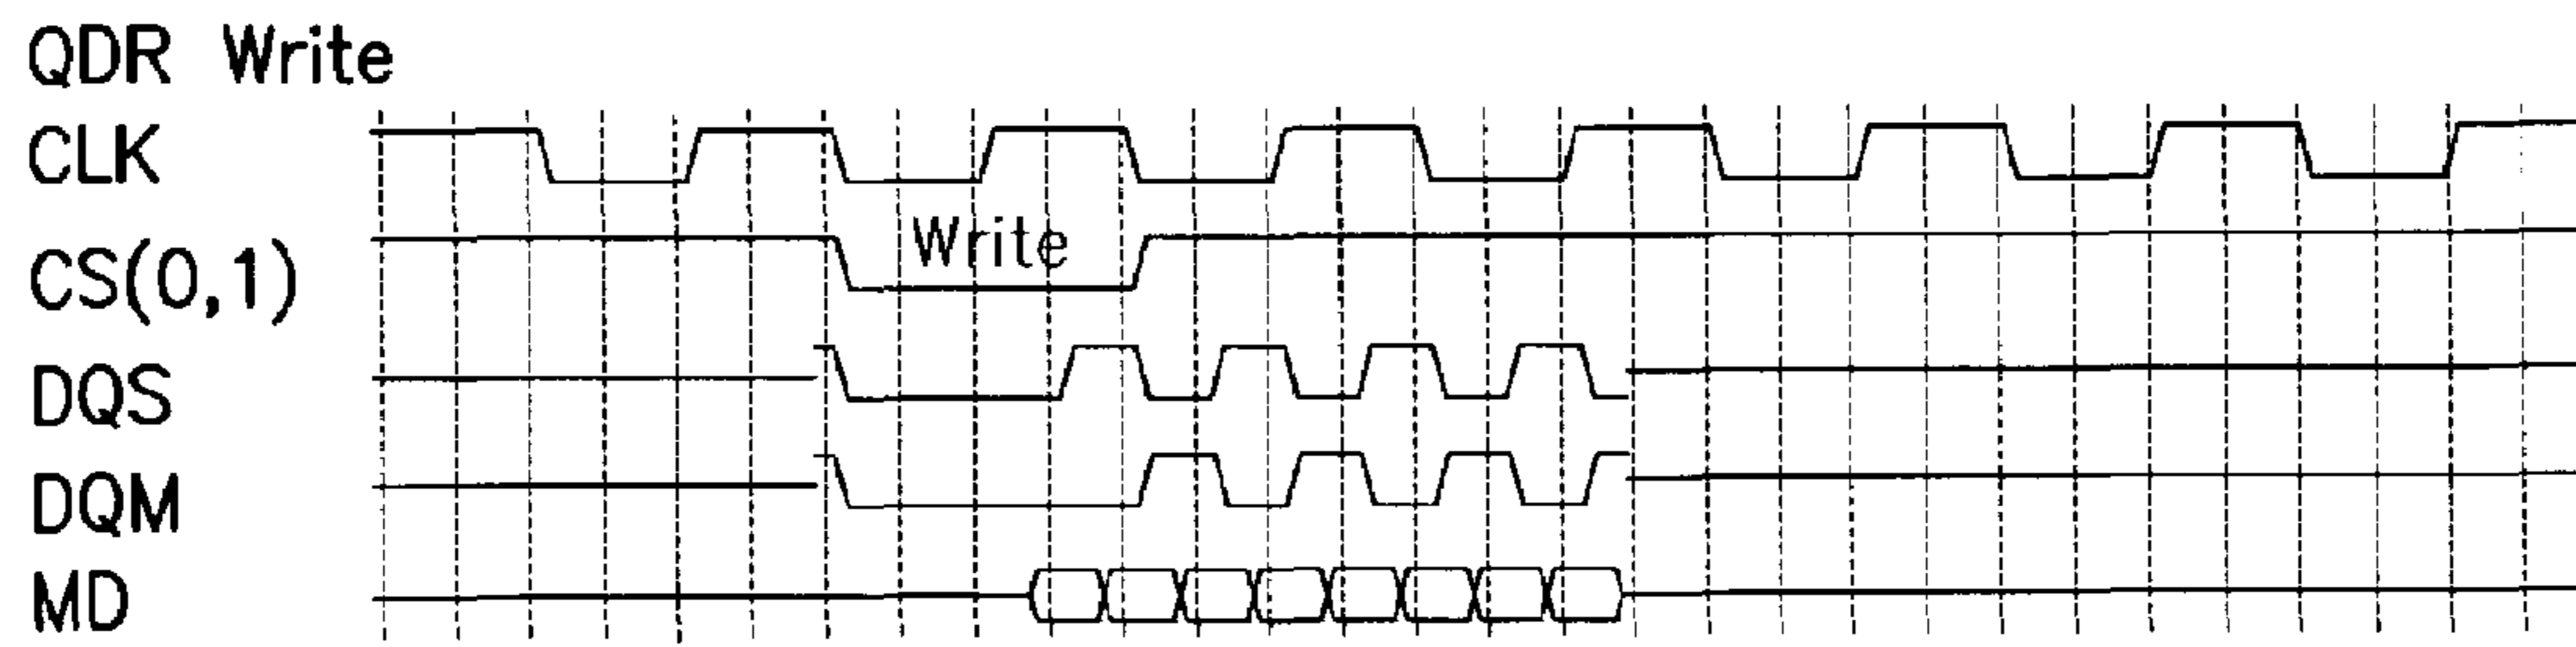 QDR Write
CLK
CS(0,1)
Write
DQS
DQM
MD